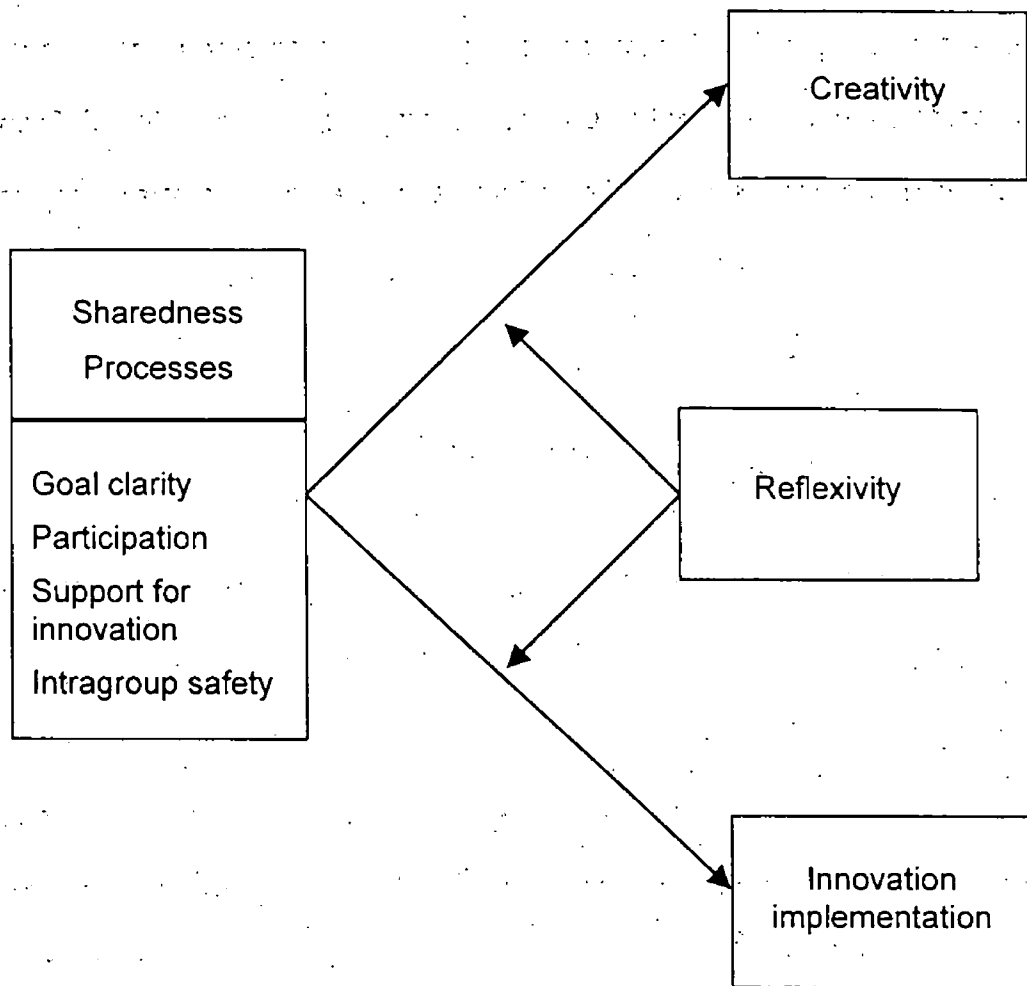 Creativity
Sharedness
Processes
Goal clarity
Participation
Support for
innovation
Intragroup safety
Reflexivity
Innovation
implementation